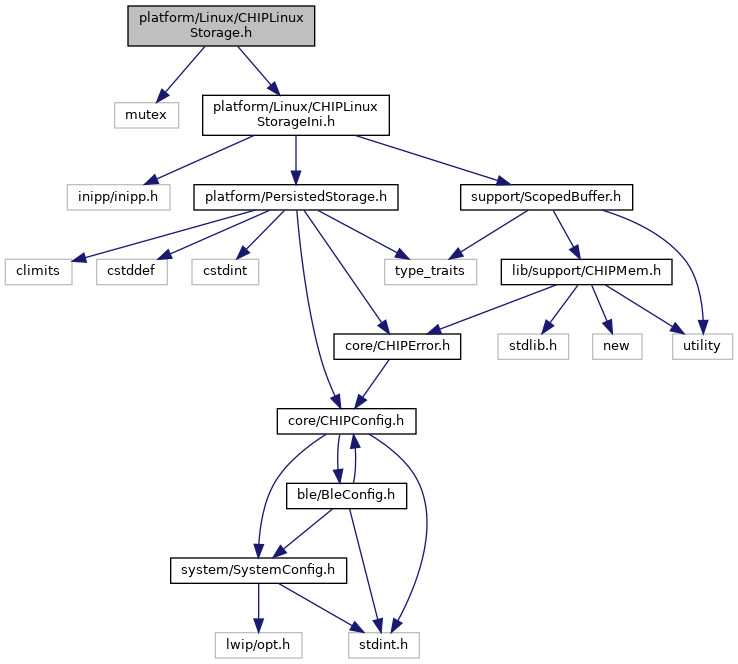 platform/Linux/CHIPLinux
Storage.h
mutex
platform/Linux/CHIPLinux
StorageIni.h
inipp/inipp.h
platform/PersistedStorage.h
support/ScopedBuffer.h
climits
cstddef
cstdint
type_traits
lib/support/CHIPMem.h
core/CHIPError.h
stdlib.h
new
utility
core/CHIPConfig.h
ble/BleConfig.h
system/SystemConfig.h
lwip/opt.h
stdint.h